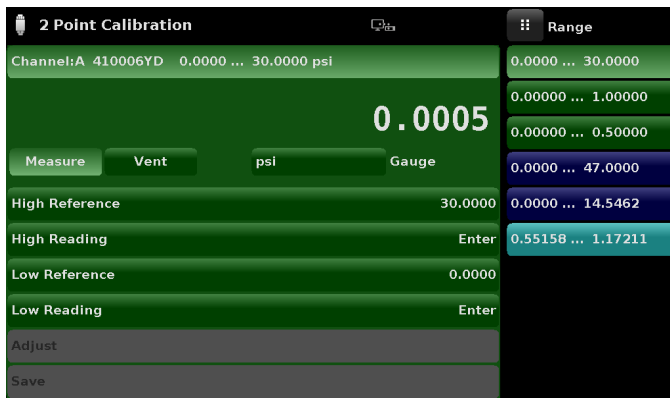 2 Point Calibration
Range
Channel:A 410006YD 0.0000 ... 30.0000 psi
0.0005
Measure Vent psi Gauge
High Reference 30.0000
High Reading Enter
Low Reference 0.0000
Low Reading Enter
Adjust
Save
0.0000 ... 30.0000
0.00000 ... 1.00000
0.00000 ... 0.50000
0.0000 ... 47.0000
0.0000 ... 14.5462
0.55158 ... 1.17211